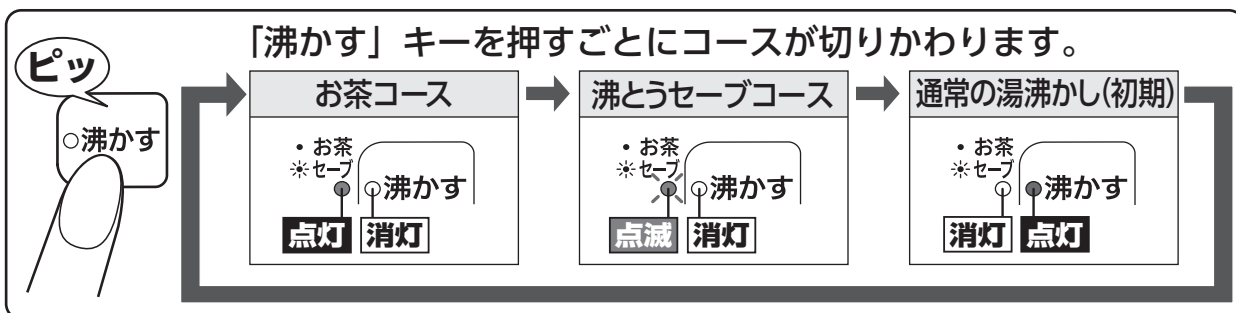 「沸かす」キーを押すごとにコースが切りかわります。
ピッ
○沸かす
お茶コース
• お茶
セーブ
沸かす
点灯 消灯
沸とうセーブコース
• お茶
セーブ
沸かす
点滅 消灯
通常の湯沸かし(初期)
• お茶
セーブ
沸かす
消灯 点灯